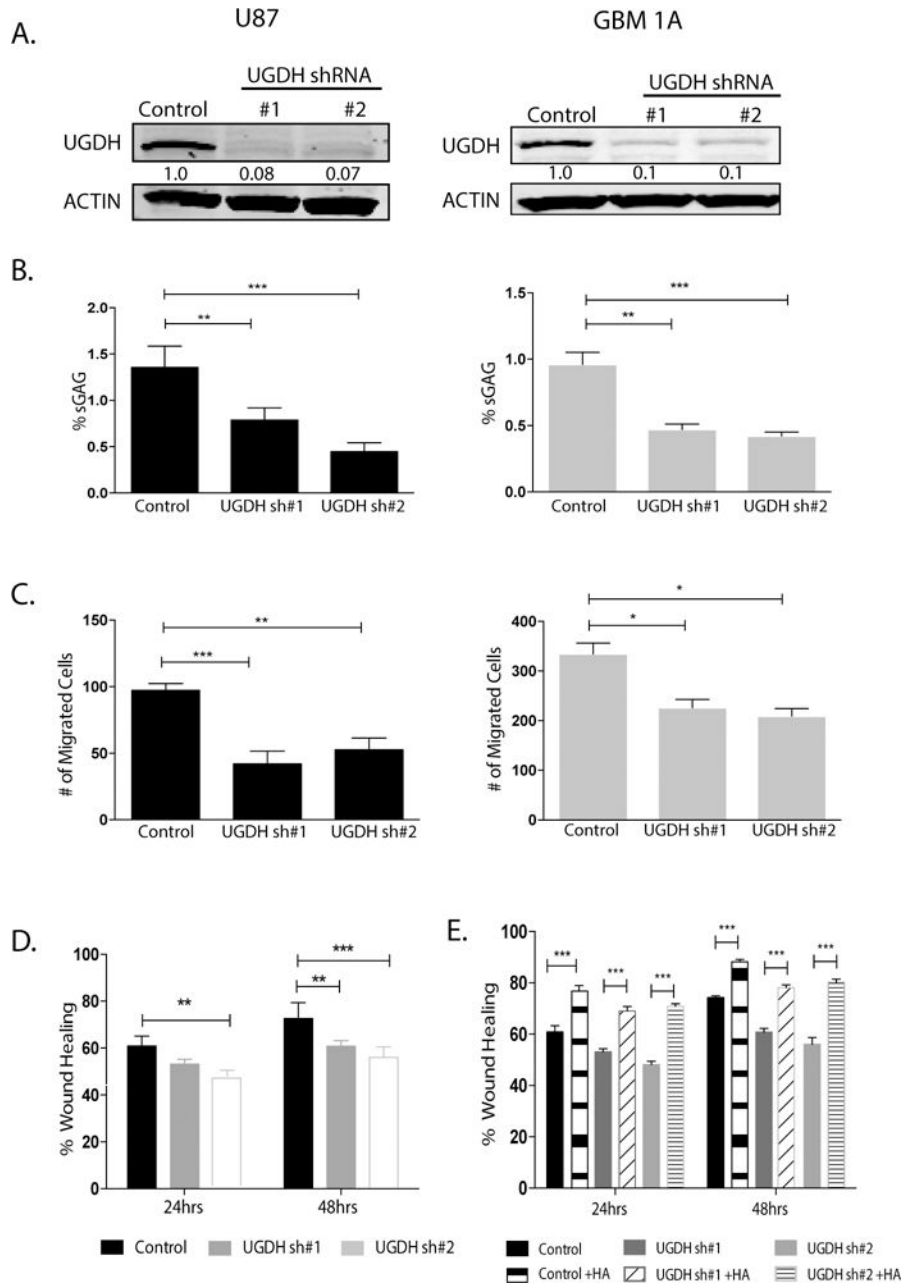 A.
U87
GBM 1A
UGDH shRNA
Control #1 #2
UGDH
1.0 0.08 0.07
ACTIN
UGDH shRNA
Control #1 #2
UGDH
1.0 0.1 0.1
ACTIN
B.
***
**
2.0
1.5
1.0
0.5
0.0
% sGAG
Control UGDH sh#1 UGDH sh#2
***
**
1.5
1.0
0.5
0.0
% sGAG
Control UGDH sh#1 UGDH sh#2
C.
**
***
150
100
50
0
# of Migrated Cells
Control UGDH sh#1 UGDH sh#2
*
*
400
300
200
100
0
# of Migrated Cells
Control UGDH sh#1 UGDH sh#2
D.
100
80
60
40
20
0
% Wound Healing
**
***
**
24hrs 48hrs
Control UGDH sh#1 UGDH sh#2
E.
100
80
60
40
20
0
% Wound Healing
*** *** ***
*** *** ***
24hrs 48hrs
Control UGDH sh#1 UGDH sh#2
Control +HA UGDH sh#1 +HA UGDH sh#2 +HA